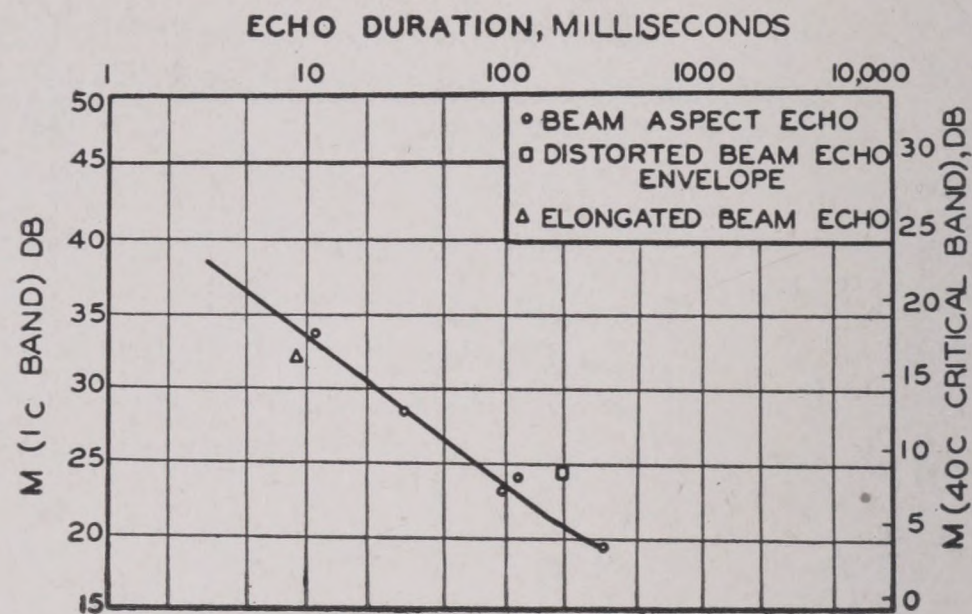 ECHO DURATION, MILLISECONDS
1 10 100 1000 10,000
50
45
40
35
30
25
20
15
M (1 C BAND) DB
○ BEAM ASPECT ECHO
□ DISTORTED BEAM ECHO
ENVELOPE
△ ELONGATED BEAM ECHO
30
25
20
15
10
5
0
M (40C CRITICAL BAND), DB